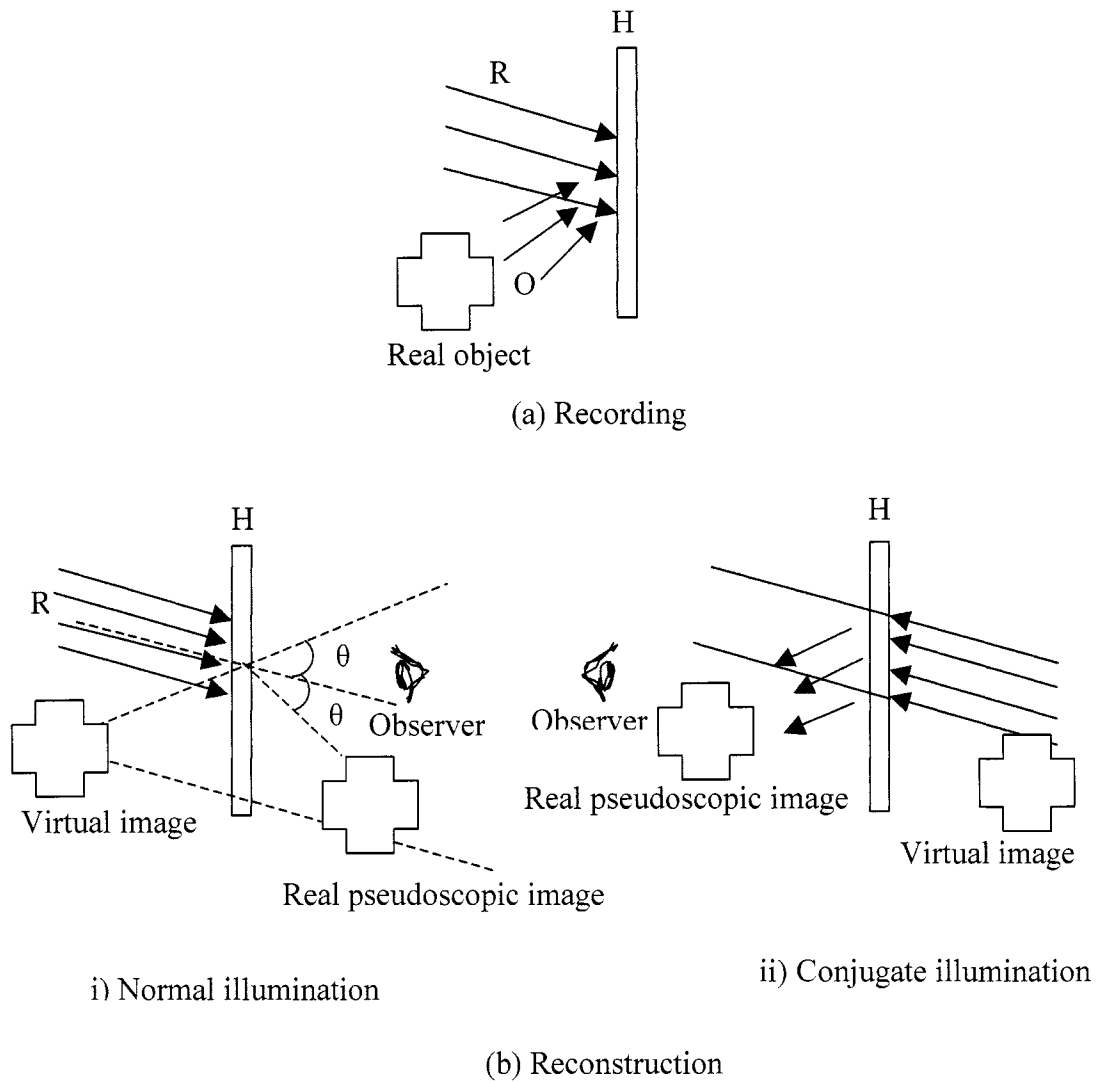 H
R
O
Real object
(a) Recording
H
H
R
θ
θ
Observer
Observer
Virtual image
Real pseudoscopic image
Real pseudoscopic image
Virtual image
i) Normal illumination
ii) Conjugate illumination
(b) Reconstruction